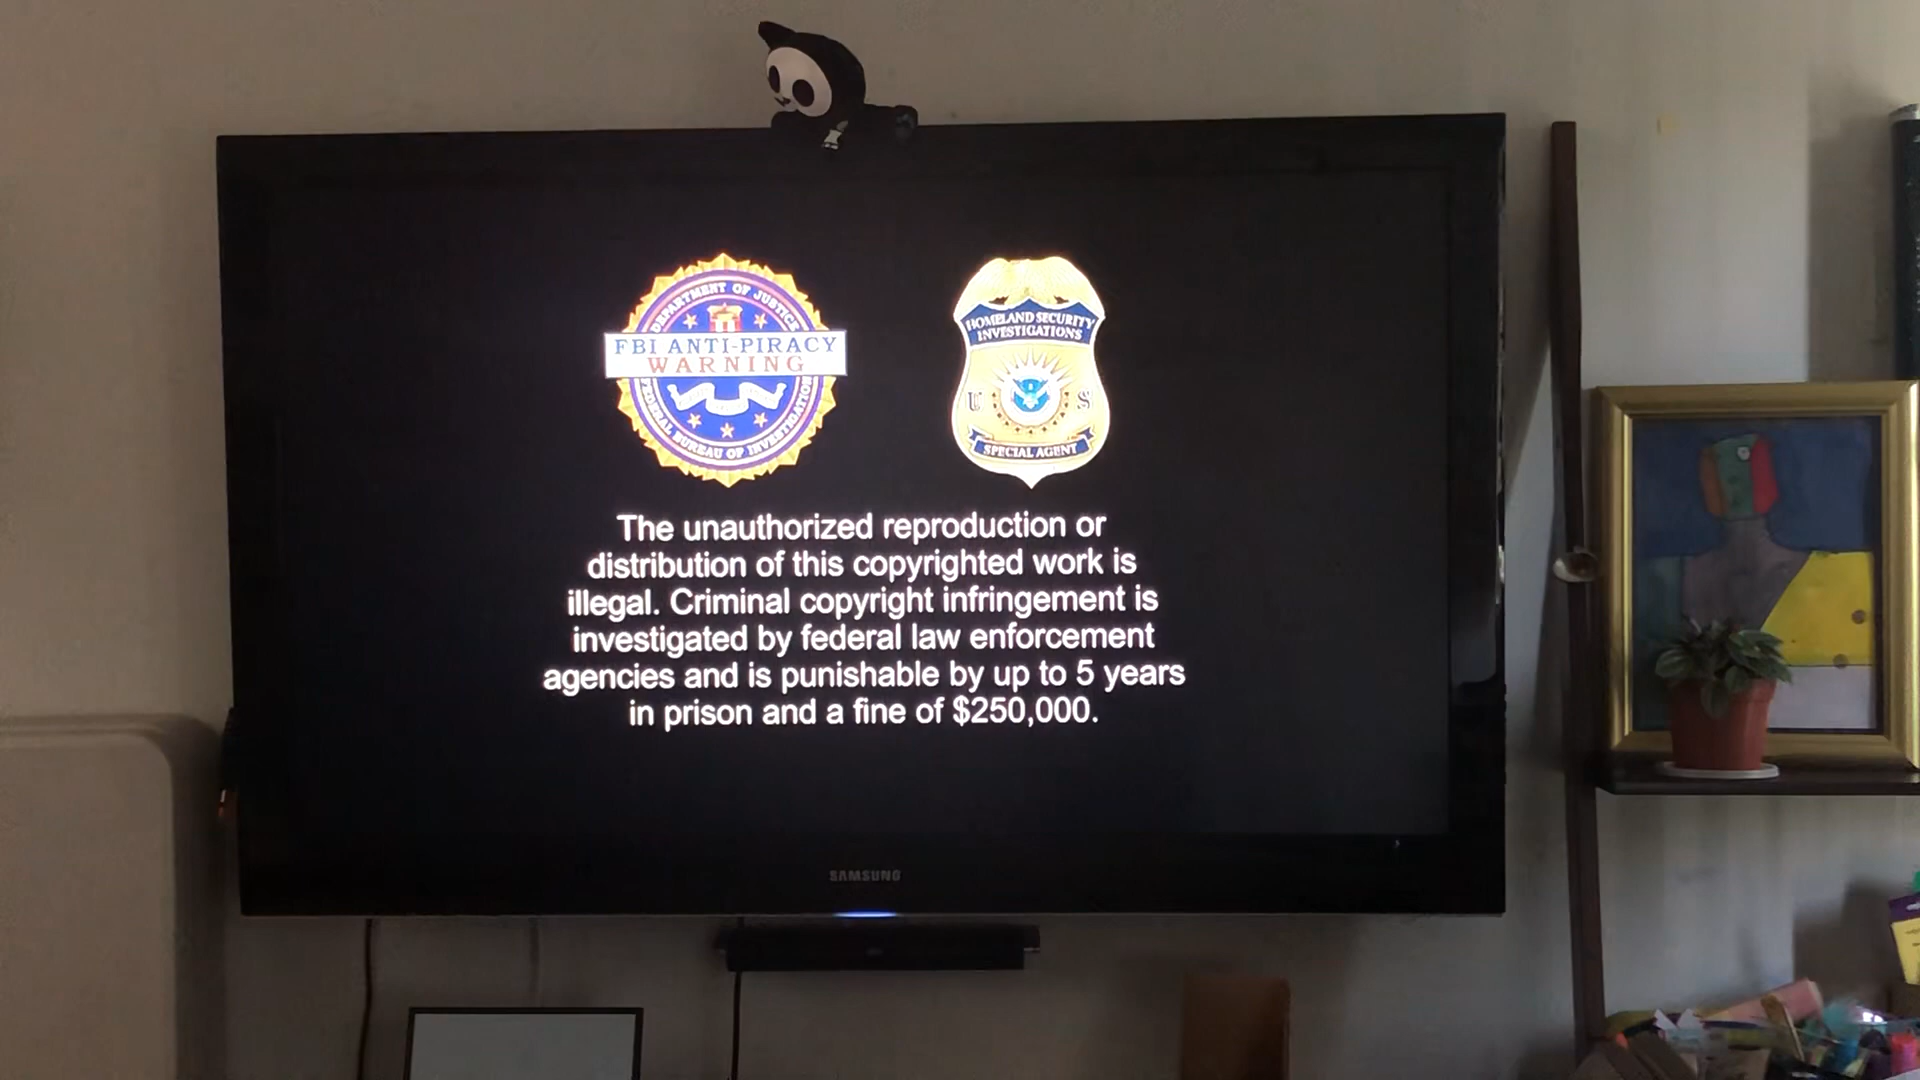 DEPARTMENT OF JUSTICE
FBI ANTI-PIRACY
WARNING
FEDERAL BUREAU OF INVESTIGATION
HOMELAND SECURITY
INVESTIGATIONS
U S
SPECIAL AGENT
The unauthorized reproduction or
distribution of this copyrighted work is
illegal. Criminal copyright infringement is
investigated by federal law enforcement
agencies and is punishable by up to 5 years
in prison and a fine of $250,000.
SAMSUNG